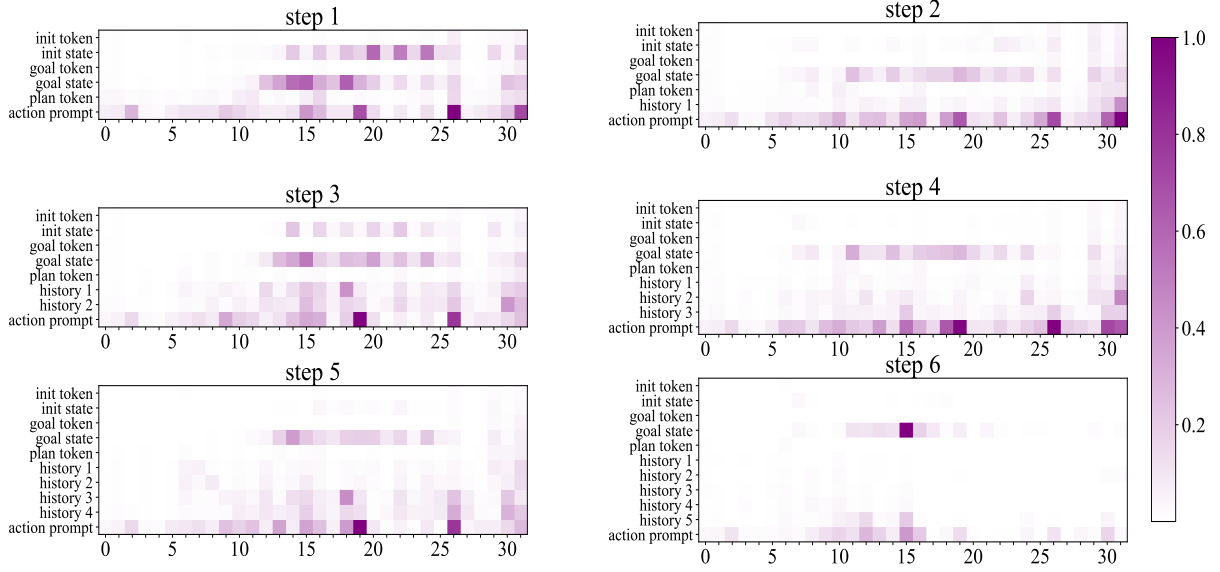 step 1
init token
init state
goal token
goal state
plan token
action prompt
0 5 10 15 20 25 30
step 2
init token
init state
goal token
goal state
plan token
history 1
action prompt
0 5 10 15 20 25 30
step 3
init token
init state
goal token
goal state
plan token
history 1
history 2
action prompt
0 5 10 15 20 25 30
step 4
init token
init state
goal token
goal state
plan token
history 1
history 2
history 3
action prompt
0 5 10 15 20 25 30
step 5
init token
init state
goal token
goal state
plan token
history 1
history 2
history 3
history 4
action prompt
0 5 10 15 20 25 30
step 6
init token
init state
goal token
goal state
plan token
history 1
history 2
history 3
history 4
history 5
action prompt
0 5 10 15 20 25 30
1.0
0.8
0.6
0.4
0.2